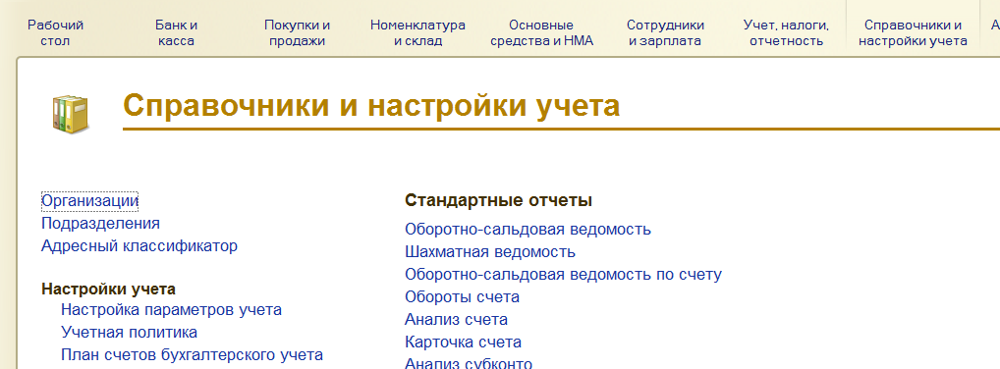 Рабочий стол
Банк и касса
Покупки и продажи
Номенклатура и склад
Основные средства и НМА
Сотрудники и зарплата
Учет, налоги, отчетность
Справочники и настройки учета
Справочники и настройки учета
Организации
Подразделения
Адресный классификатор
Настройки учета
Настройка параметров учета
Учетная политика
План счетов бухгалтерского учета
Стандартные отчеты
Оборотно-сальдовая ведомость
Шахматная ведомость
Оборотно-сальдовая ведомость по счету
Обороты счета
Анализ счета
Карточка счета
Анализ субконто